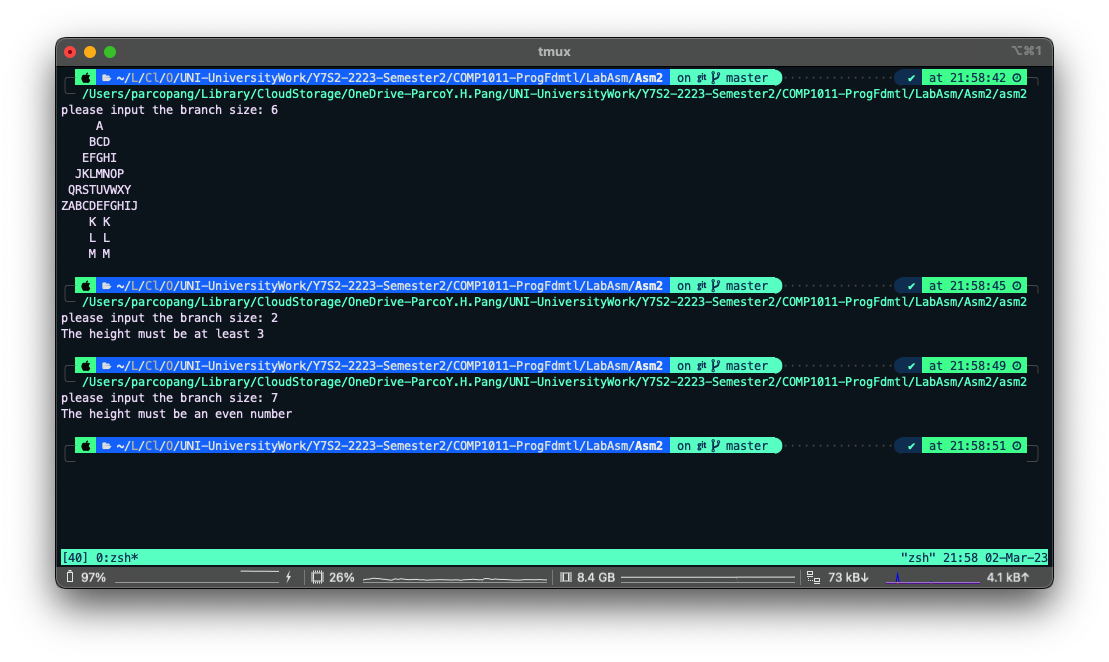 tmux
⌥⌘1
~/L/Cl/O/UNI-UniversityWork/Y7S2-2223-Semester2/COMP1011-ProgFdmtl/LabAsm/Asm2 on git master ✔ at 21:58:42
/Users/parcopang/Library/CloudStorage/OneDrive-ParcoY.H.Pang/UNI-UniversityWork/Y7S2-2223-Semester2/COMP1011-ProgFdmtl/LabAsm/Asm2/asm2
please input the branch size: 6
     A
    BCD
   EFGHI
  JKLMNOP
 QRSTUVWXY
ZABCDEFGHIJ
    K K
    L L
    M M
~/L/Cl/O/UNI-UniversityWork/Y7S2-2223-Semester2/COMP1011-ProgFdmtl/LabAsm/Asm2 on git master ✔ at 21:58:45
/Users/parcopang/Library/CloudStorage/OneDrive-ParcoY.H.Pang/UNI-UniversityWork/Y7S2-2223-Semester2/COMP1011-ProgFdmtl/LabAsm/Asm2/asm2
please input the branch size: 2
The height must be at least 3
~/L/Cl/O/UNI-UniversityWork/Y7S2-2223-Semester2/COMP1011-ProgFdmtl/LabAsm/Asm2 on git master ✔ at 21:58:49
/Users/parcopang/Library/CloudStorage/OneDrive-ParcoY.H.Pang/UNI-UniversityWork/Y7S2-2223-Semester2/COMP1011-ProgFdmtl/LabAsm/Asm2/asm2
please input the branch size: 7
The height must be an even number
~/L/Cl/O/UNI-UniversityWork/Y7S2-2223-Semester2/COMP1011-ProgFdmtl/LabAsm/Asm2 on git master ✔ at 21:58:51
[40] 0:zsh* "zsh" 21:58 02-Mar-23
97% 26% 8.4 GB 73 kB↓ 4.1 kB↑